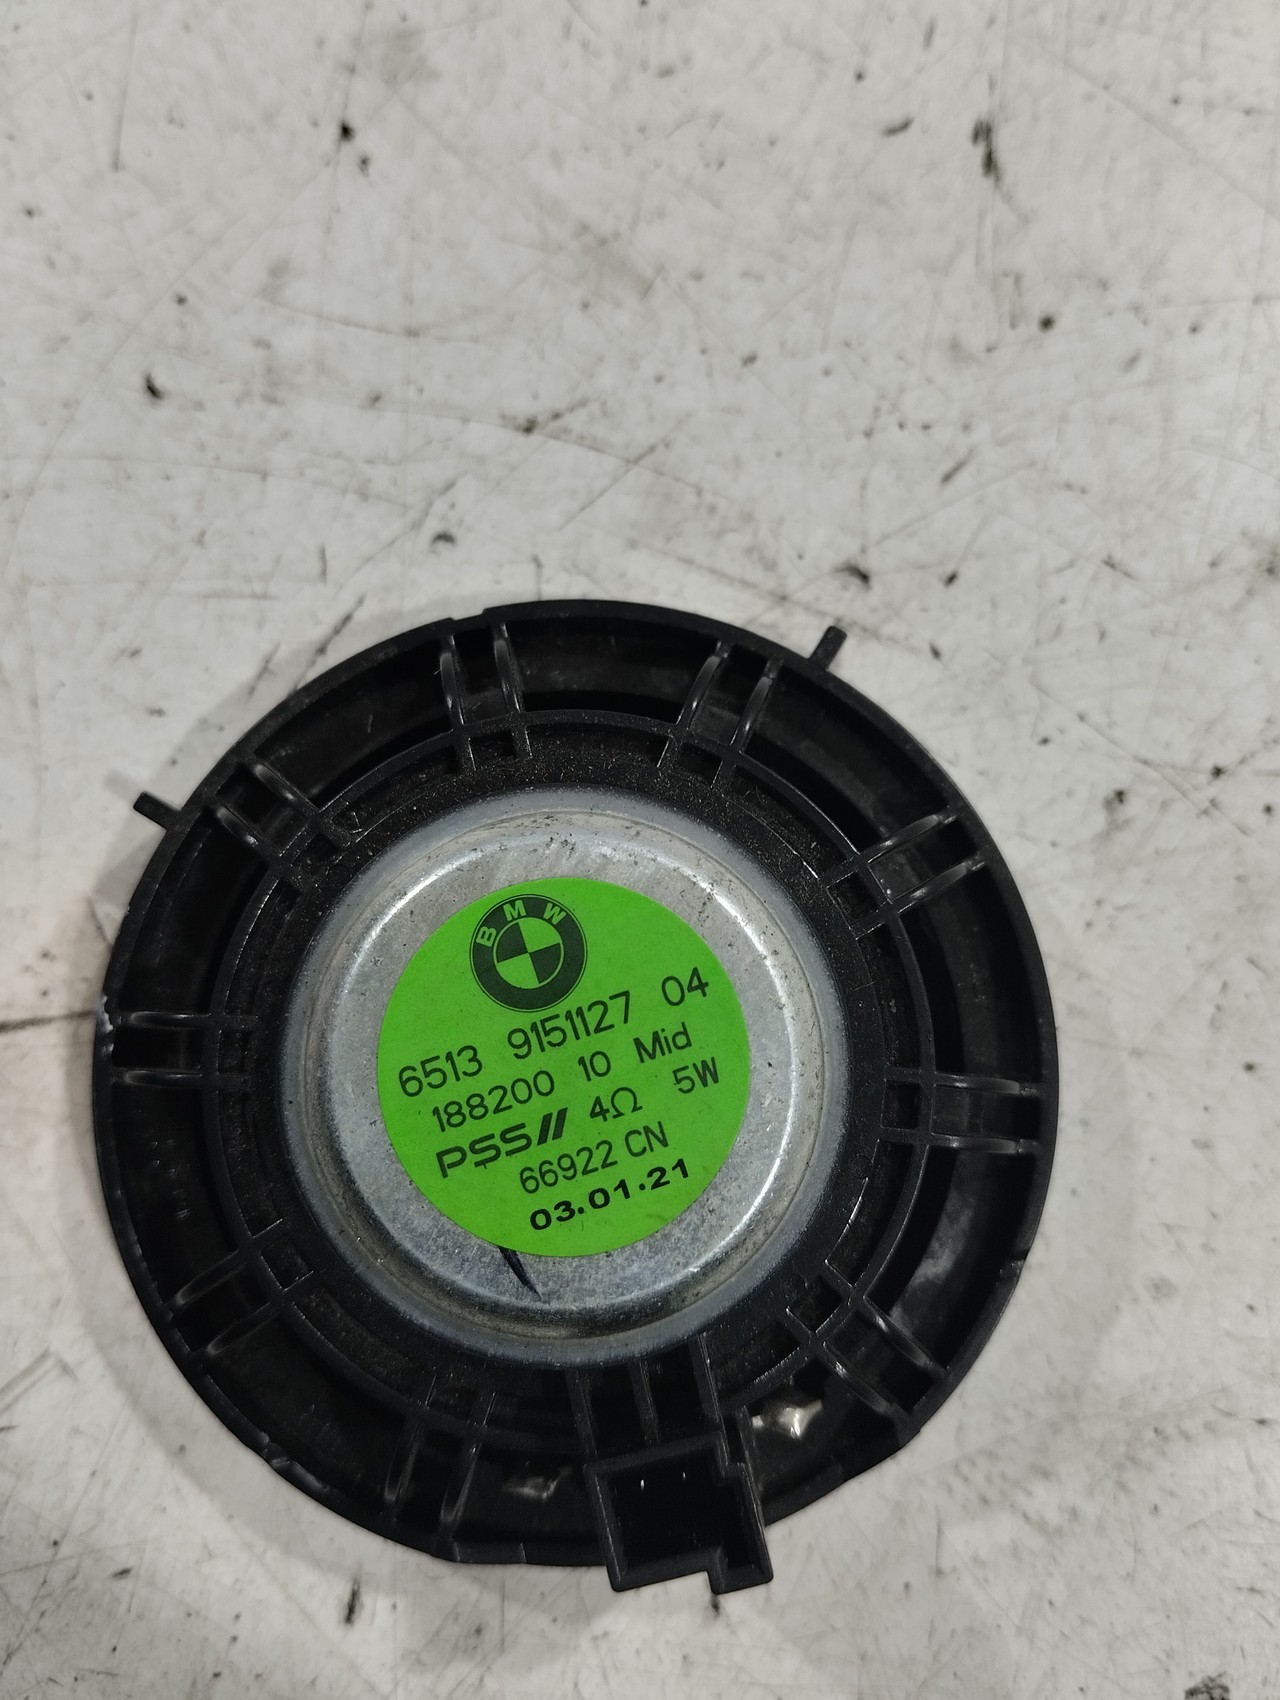 BMW
6513 9151127 04
188200 10 Mid
PSS// 4Ω 5W
66922 CN
03.01.21